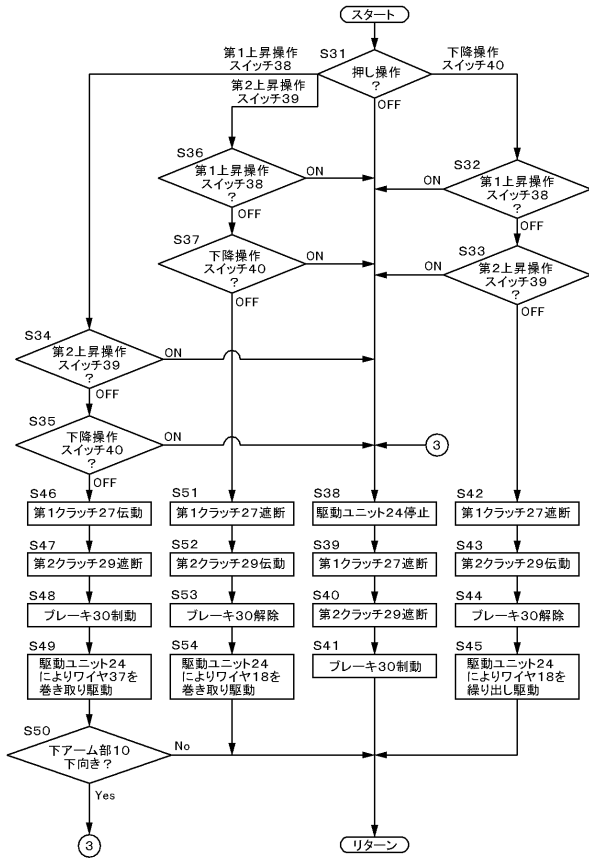 スタート
S31
押し操作
?
OFF
第1上昇操作
スイッチ38
第2上昇操作
スイッチ39
下降操作
スイッチ40
S36
第1上昇操作
スイッチ38
?
ON
OFF
S32
第1上昇操作
スイッチ38
?
ON
OFF
S37
下降操作
スイッチ40
?
ON
OFF
S33
第2上昇操作
スイッチ39
?
ON
OFF
S34
第2上昇操作
スイッチ39
?
ON
OFF
S35
下降操作
スイッチ40
?
ON
OFF
3
S46
第1クラッチ27伝動
S47
第2クラッチ29遮断
S48
ブレーキ30制動
S49
駆動ユニット24
によりワイヤ37を
巻き取り駆動
S50
下アーム部10
下向き?
No
Yes
3
S51
第1クラッチ27遮断
S52
第2クラッチ29伝動
S53
ブレーキ30解除
S54
駆動ユニット24
によりワイヤ18を
巻き取り駆動
S38
駆動ユニット24停止
S39
第1クラッチ27遮断
S40
第2クラッチ29遮断
S41
ブレーキ30制動
S42
第1クラッチ27遮断
S43
第2クラッチ29伝動
S44
ブレーキ30解除
S45
駆動ユニット24
によりワイヤ18を
繰り出し駆動
リターン